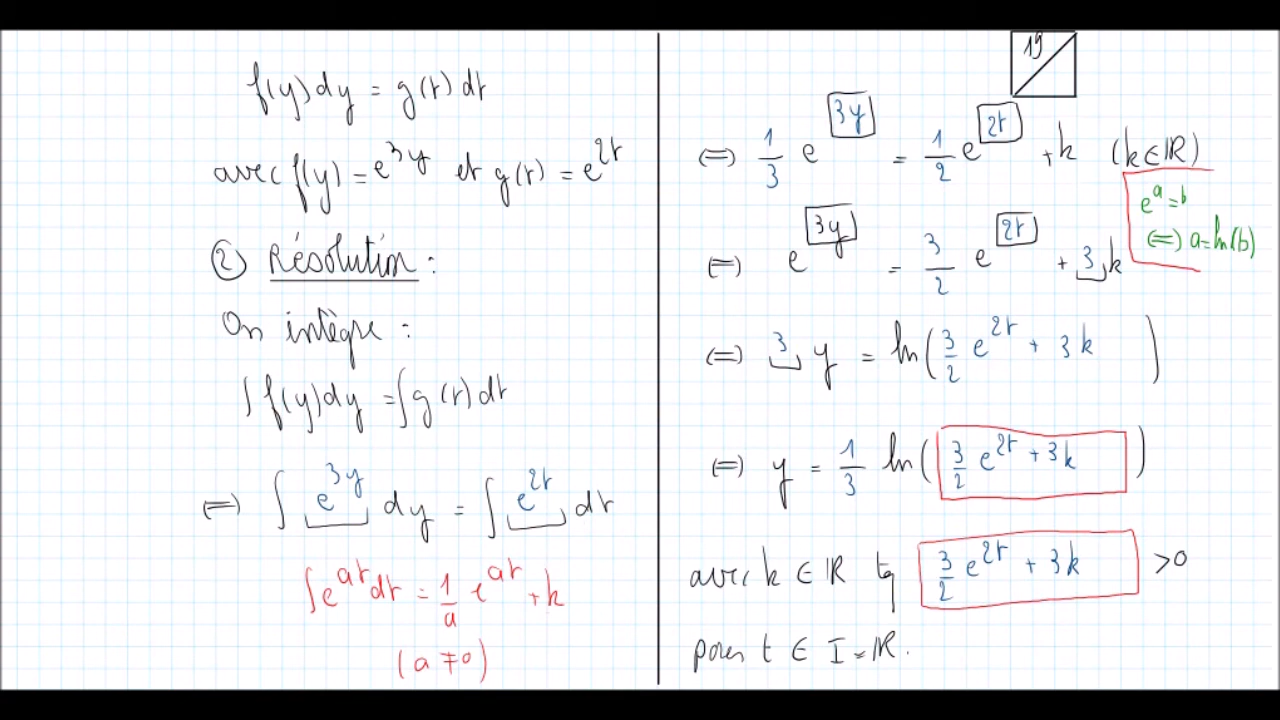 f(y)dy = g(t)dt
avec f(y) = e^{3y} et g(t) = e^{2t}
② Résolution :
On intègre :
∫ f(y)dy = ∫ g(t)dt
⇔ ∫ e^{3y} dy = ∫ e^{2t} dt
∫ e^{at} dt = 1/a e^{at} + k
(a ≠ 0)
19
⇔ 1/3 e^{3y} = 1/2 e^{2t} + k (k ∈ ℝ)
e^a = b
⇔ a = ln(b)
⇔ e^{3y} = 3/2 e^{2t} + 3k
⇔ 3y = ln(3/2 e^{2t} + 3k)
⇔ y = 1/3 ln(3/2 e^{2t} + 3k)
avec k ∈ ℝ tq 3/2 e^{2t} + 3k > 0
pour t ∈ I = ℝ.